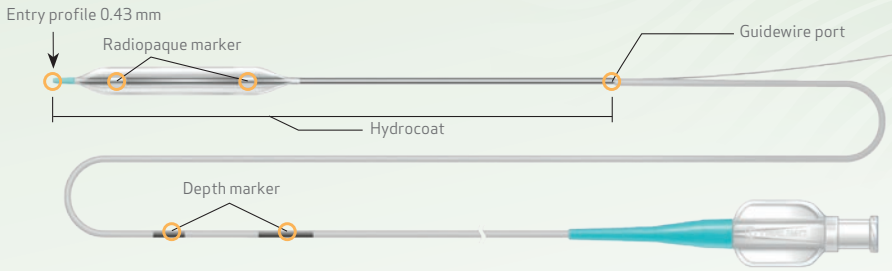 Entry profile 0.43 mm
Radiopaque marker
Guidewire port
Hydrocoat
Depth marker